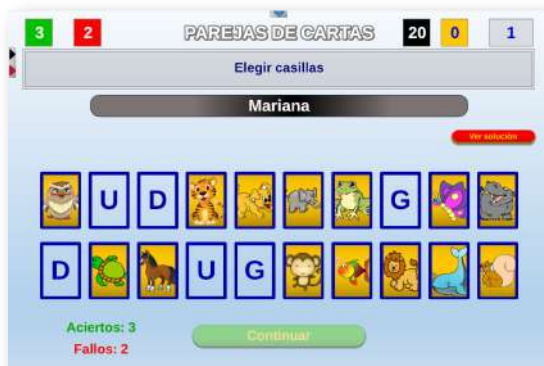 3 2 PAREJAS DE CARTAS 20 0 1
Elegir casillas
Mariana
Ver solución
U D G
D U G
Aciertos: 3
Fallos: 2
Continuar